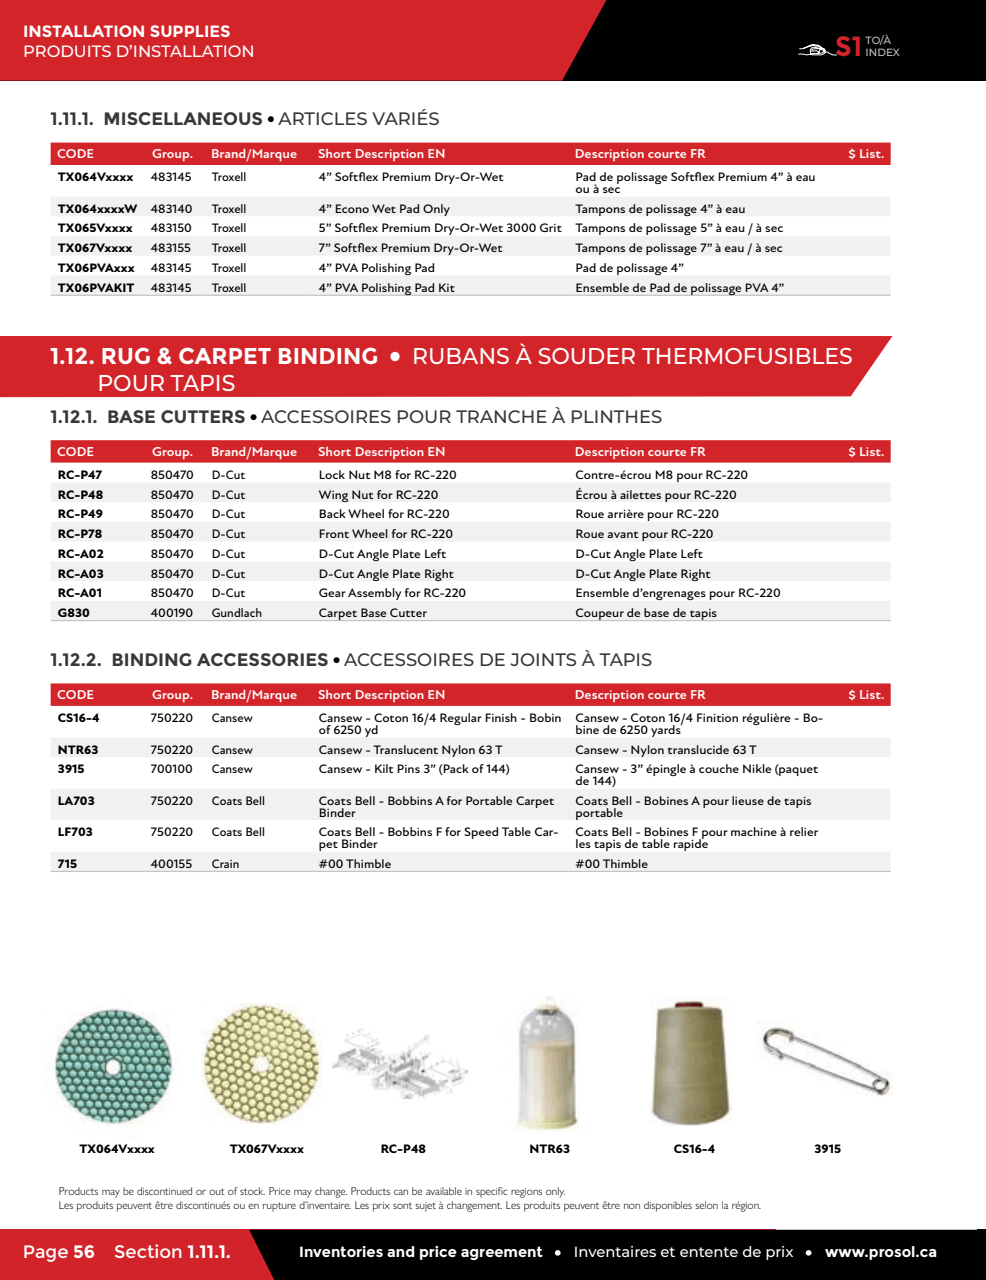 INSTALLATION SUPPLIES
PRODUITS D’INSTALLATION
S1 TO/À INDEX
1.11.1. MISCELLANEOUS • ARTICLES VARIÉS
CODE Group. Brand/Marque Short Description EN Description courte FR $ List.
TX064Vxxxx 483145 Troxell 4” Softflex Premium Dry-Or-Wet Pad de polissage Softflex Premium 4” à eau
ou à sec
TX064xxxxW 483140 Troxell 4” Econo Wet Pad Only Tampons de polissage 4” à eau
TX065Vxxxx 483150 Troxell 5” Softflex Premium Dry-Or-Wet 3000 Grit Tampons de polissage 5” à eau / à sec
TX067Vxxxx 483155 Troxell 7” Softflex Premium Dry-Or-Wet Tampons de polissage 7” à eau / à sec
TX06PVAxxx 483145 Troxell 4” PVA Polishing Pad Pad de polissage 4”
TX06PVAKIT 483145 Troxell 4” PVA Polishing Pad Kit Ensemble de Pad de polissage PVA 4”
1.12. RUG & CARPET BINDING • RUBANS À SOUDER THERMOFUSIBLES
POUR TAPIS
1.12.1. BASE CUTTERS • ACCESSOIRES POUR TRANCHE À PLINTHES
CODE Group. Brand/Marque Short Description EN Description courte FR $ List.
RC-P47 850470 D-Cut Lock Nut M8 for RC-220 Contre-écrou M8 pour RC-220
RC-P48 850470 D-Cut Wing Nut for RC-220 Écrou à ailettes pour RC-220
RC-P49 850470 D-Cut Back Wheel for RC-220 Roue arrière pour RC-220
RC-P78 850470 D-Cut Front Wheel for RC-220 Roue avant pour RC-220
RC-A02 850470 D-Cut D-Cut Angle Plate Left D-Cut Angle Plate Left
RC-A03 850470 D-Cut D-Cut Angle Plate Right D-Cut Angle Plate Right
RC-A01 850470 D-Cut Gear Assembly for RC-220 Ensemble d’engrenages pour RC-220
G830 400190 Gundlach Carpet Base Cutter Coupeur de base de tapis
1.12.2. BINDING ACCESSORIES • ACCESSOIRES DE JOINTS À TAPIS
CODE Group. Brand/Marque Short Description EN Description courte FR $ List.
CS16-4 750220 Cansew Cansew - Coton 16/4 Regular Finish - Bobin Cansew - Coton 16/4 Finition régulière - Bo-
of 6250 yd bine de 6250 yards
NTR63 750220 Cansew Cansew - Translucent Nylon 63 T Cansew - Nylon translucide 63 T
3915 700100 Cansew Cansew - Kilt Pins 3” (Pack of 144) Cansew - 3” épingle à couche Nikle (paquet
de 144)
LA703 750220 Coats Bell Coats Bell - Bobbins A for Portable Carpet Coats Bell - Bobines A pour lieuse de tapis
Binder portable
LF703 750220 Coats Bell Coats Bell - Bobbins F for Speed Table Car- Coats Bell - Bobines F pour machine à relier
pet Binder les tapis de table rapide
715 400155 Crain #00 Thimble #00 Thimble
TX064Vxxxx TX067Vxxxx RC-P48 NTR63 CS16-4 3915
Products may be discontinued or out of stock. Price may change. Products can be available in specific regions only.
Les produits peuvent être discontinués ou en rupture d’inventaire. Les prix sont sujet à changement. Les produits peuvent être non disponibles selon la région.
Page 56 Section 1.11.1. Inventories and price agreement • Inventaires et entente de prix • www.prosol.ca